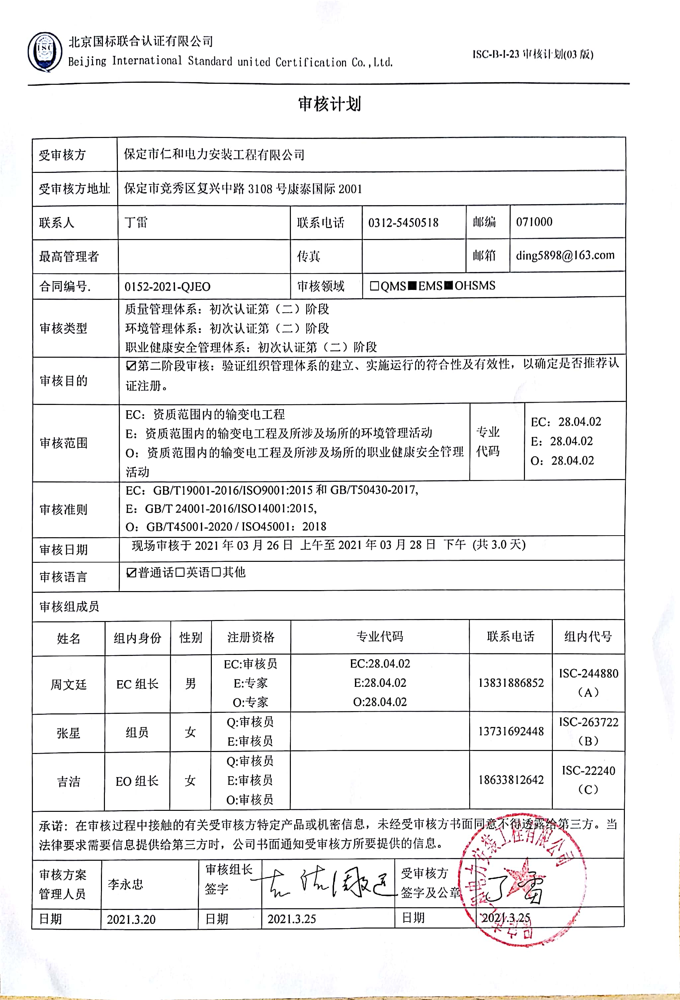 ISC
北京国标联合认证有限公司
Beijing International Standard united Certification Co.,Ltd.
ISC-B-I-23 审核计划(03 版)
审核计划
受审核方 保定市仁和电力安装工程有限公司
受审核方地址 保定市竞秀区复兴中路 3108 号康泰国际 2001
联系人 丁雷 联系电话 0312-5450518 邮编 071000
最高管理者 传真 邮箱 ding5898@163.com
合同编号. 0152-2021-QJEO 审核领域 □QMS■EMS■OHSMS
审核类型
质量管理体系：初次认证第（二）阶段
环境管理体系：初次认证第（二）阶段
职业健康安全管理体系：初次认证第（二）阶段
审核目的
☑第二阶段审核：验证组织管理体系的建立、实施运行的符合性及有效性，以确定是否推荐认
证注册。
审核范围
EC：资质范围内的输变电工程
E：资质范围内的输变电工程及所涉及场所的环境管理活动
O：资质范围内的输变电工程及所涉及场所的职业健康安全管理
活动
专业
代码
EC：28.04.02
E：28.04.02
O：28.04.02
审核准则
EC：GB/T19001-2016/ISO9001:2015 和 GB/T50430-2017,
E：GB/T 24001-2016/ISO14001:2015,
O：GB/T45001-2020 / ISO45001：2018
审核日期 现场审核于 2021 年 03 月 26 日 上午至 2021 年 03 月 28 日 下午 (共 3.0 天)
审核语言 ☑普通话□英语□其他
审核组成员
姓名 组内身份 性别 注册资格 专业代码 联系电话 组内代号
周文廷 EC 组长 男
EC:审核员
E:专家
O:专家
EC:28.04.02
E:28.04.02
O:28.04.02
13831886852
ISC-244880
（A）
张星 组员 女
Q:审核员
E:审核员
13731692448
ISC-263722
（B）
吉洁 EO 组长 女
Q:审核员
E:审核员
O:审核员
18633812642
ISC-22240
（C）
承诺：在审核过程中接触的有关受审核方特定产品或机密信息，未经受审核方书面同意不得透露给第三方。当
法律要求需要信息提供给第三方时，公司书面通知受审核方所要提供的信息。
审核方案
管理人员
李永忠
审核组长
签字
吉洁 周文廷
受审核方
签字及公章
丁雷
日期 2021.3.20 日期 2021.3.25 日期 2021.3.25
保定市仁和电力安装工程有限公司